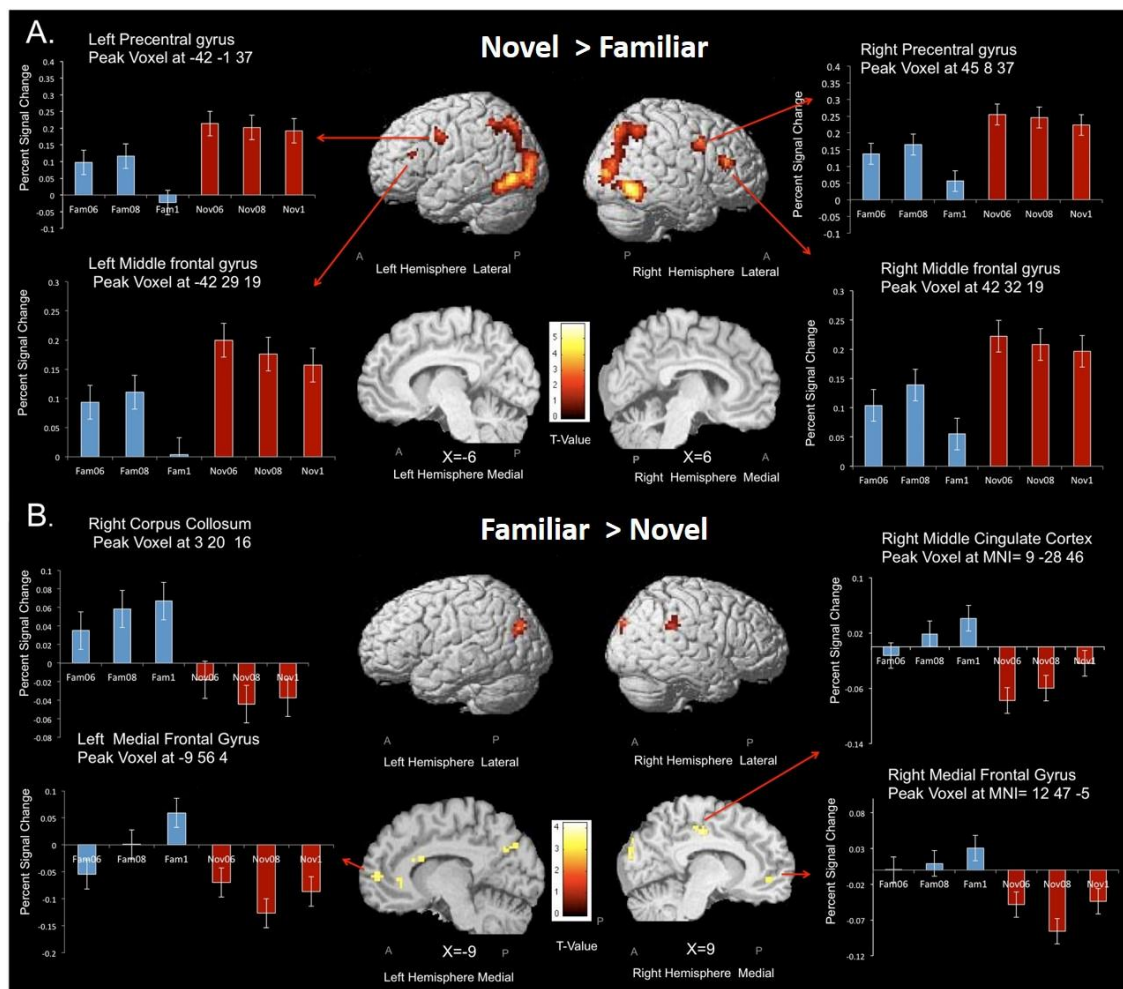 A.
Left Precentral gyrus
Peak Voxel at -42 -1 37
Percent Signal Change
0.4
0.35
0.3
0.25
0.2
0.15
0.1
0.05
0
-0.05
-0.1
Fam06 Fam08 Fam1 Nov06 Nov08 Nov1
Novel > Familiar
Right Precentral gyrus
Peak Voxel at 45 8 37
Percent Signal Change
0.4
0.35
0.3
0.25
0.2
0.15
0.1
0.05
0
-0.05
-0.1
Fam06 Fam08 Fam1 Nov06 Nov08 Nov1
A P
Left Hemisphere Lateral
P A
Right Hemisphere Lateral
Left Middle frontal gyrus
Peak Voxel at -42 29 19
Percent Signal Change
0.3
0.25
0.2
0.15
0.1
0.05
0
Fam06 Fam08 Fam1 Nov06 Nov08 Nov1
A P
X=-6
Left Hemisphere Medial
5
4
3
2
1
0
T-Value
P A
X=6
Right Hemisphere Medial
Right Middle frontal gyrus
Peak Voxel at 42 32 19
Percent Signal Change
0.3
0.25
0.2
0.15
0.1
0.05
0
Fam06 Fam08 Fam1 Nov06 Nov08 Nov1
B.
Right Corpus Collosum
Peak Voxel at 3 20 16
Percent Signal Change
0.1
0.08
0.06
0.04
0.02
0
-0.02
-0.04
-0.06
-0.08
Fam06 Fam08 Fam1 Nov06 Nov08 Nov1
Familiar > Novel
Right Middle Cingulate Cortex
Peak Voxel at MNI= 9 -28 46
Percent Signal Change
0.1
0.02
-0.06
-0.14
Fam06 Fam08 Fam1 Nov06 Nov08 Nov1
A P
Left Hemisphere Lateral
A P
Right Hemisphere Lateral
Left Medial Frontal Gyrus
Peak Voxel at -9 56 4
Percent Signal Change
0.1
0.05
0
-0.05
-0.1
-0.15
-0.2
Fam06 Fam08 Fam1 Nov06 Nov08 Nov1
A P
X=-9
Left Hemisphere Medial
4
3
2
1
0
T-Value
P
A P
X=9
Right Hemisphere Medial
Right Medial Frontal Gyrus
Peak Voxel at MNI= 12 47 -5
Percent Signal Change
0.08
0.03
-0.02
-0.07
-0.12
Fam06 Fam08 Fam1 Nov06 Nov08 Nov1